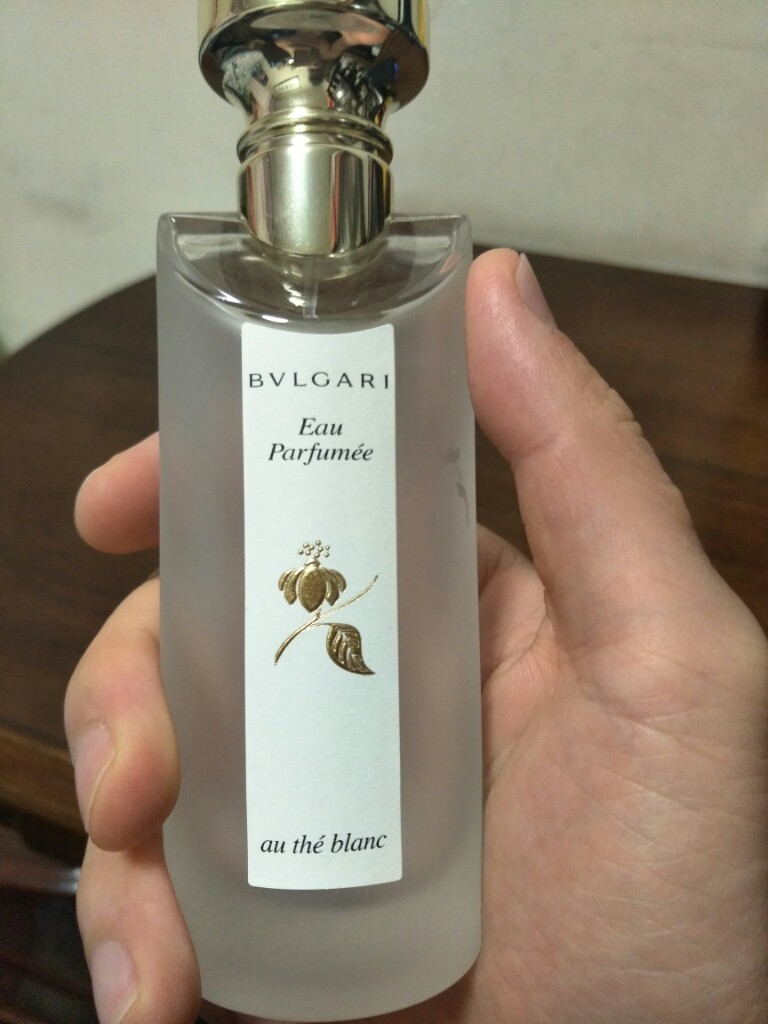 BVLGARI
Eau
Parfumée
au thé blanc